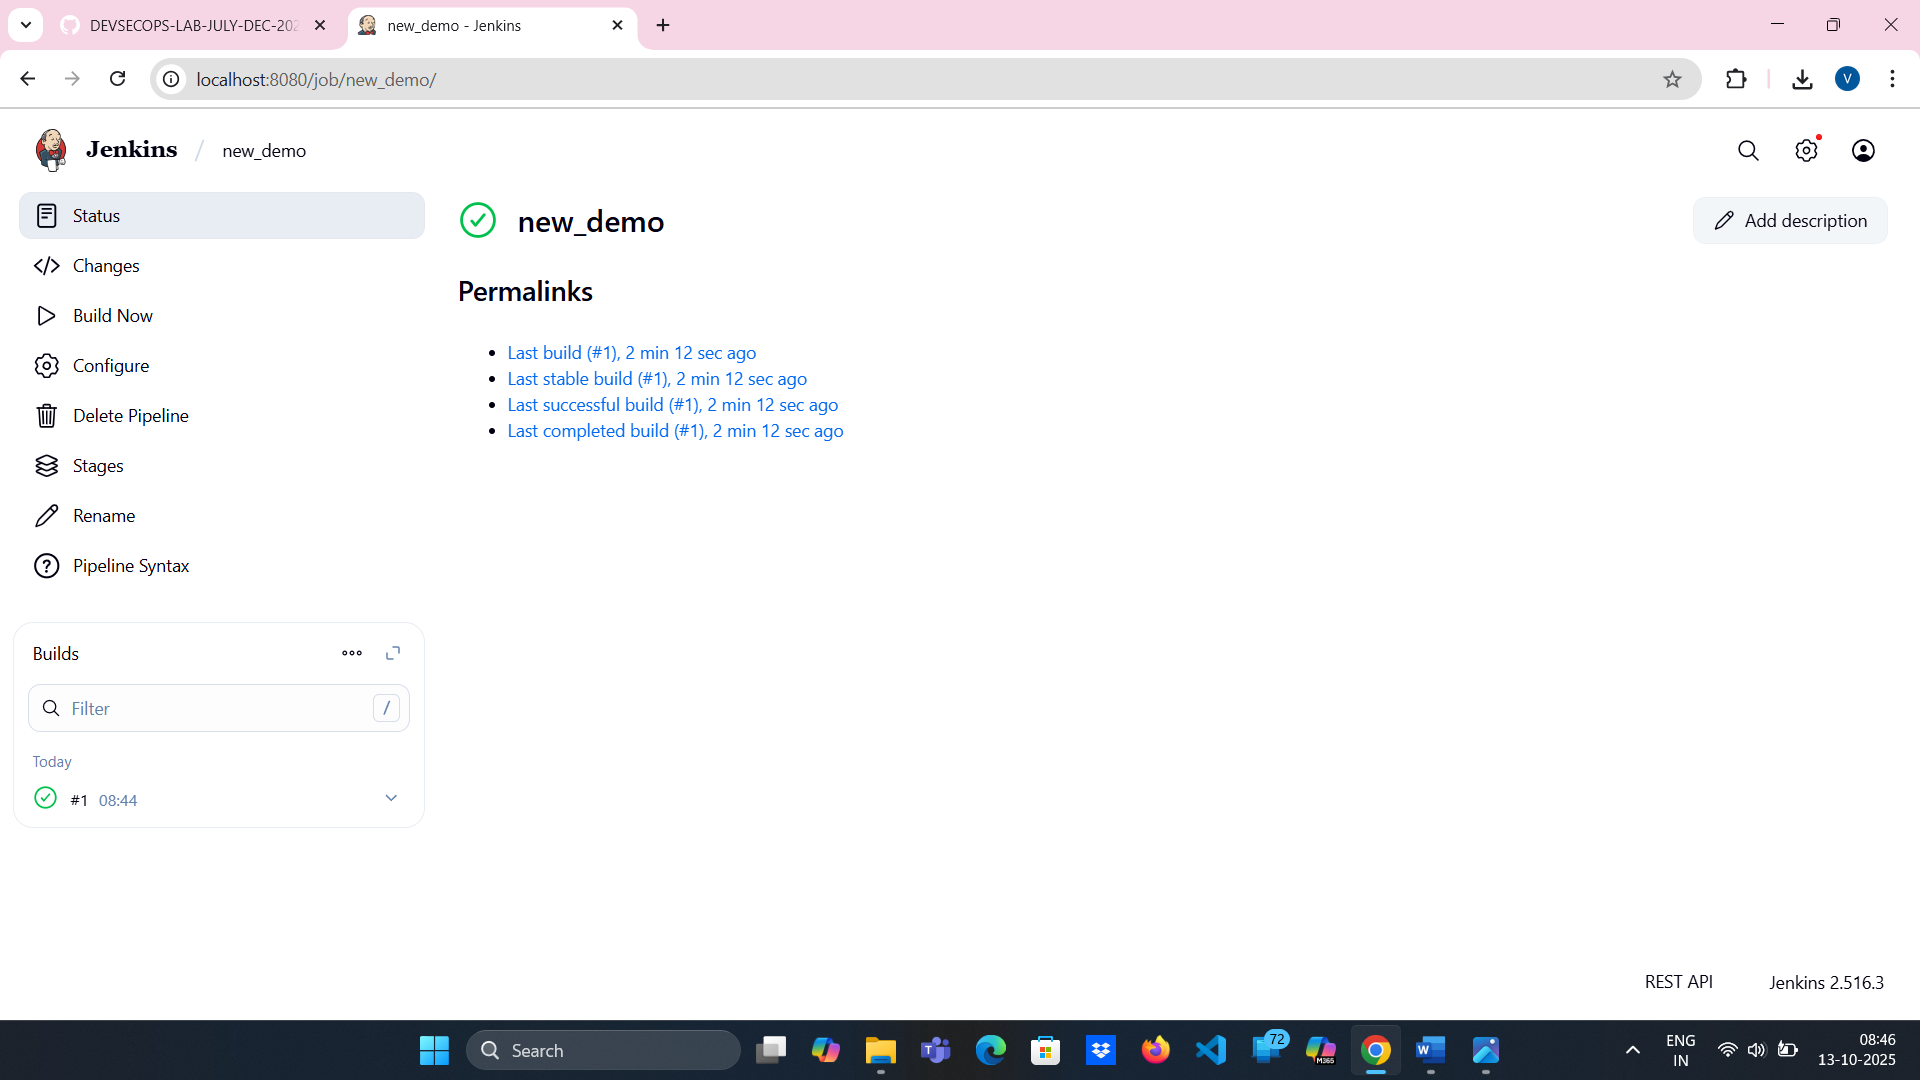 DEVSECOPS-LAB-JULY-DEC-202
new_demo - Jenkins
localhost:8080/job/new_demo/
V
Jenkins / new_demo
Status
Changes
Build Now
Configure
Delete Pipeline
Stages
Rename
Pipeline Syntax
new_demo
Add description
Permalinks
Last build (#1), 2 min 12 sec ago
Last stable build (#1), 2 min 12 sec ago
Last successful build (#1), 2 min 12 sec ago
Last completed build (#1), 2 min 12 sec ago
Builds
Filter /
Today
#1 08:44
REST API Jenkins 2.516.3
Search
72
M365
ENG
IN
08:46
13-10-2025